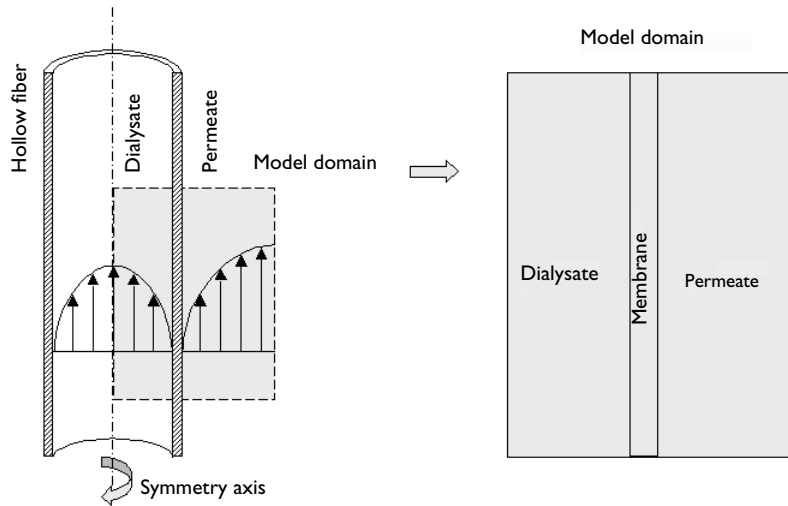 Hollow fiber
Dialysate
Permeate
Model domain
Symmetry axis
Model domain
Dialysate
Membrane
Permeate